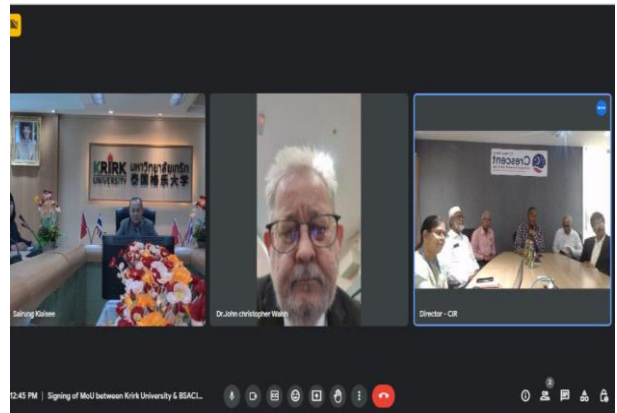 KRIRK
UNIVERSITY
มหาวิทยาลัยเกริก
泰国格乐大学
Crescent
Sairung Klaisee
Dr.John christopher Walsh
Director - CIR
3
12:45 PM | Signing of MoU between Krirk University & BSACI...